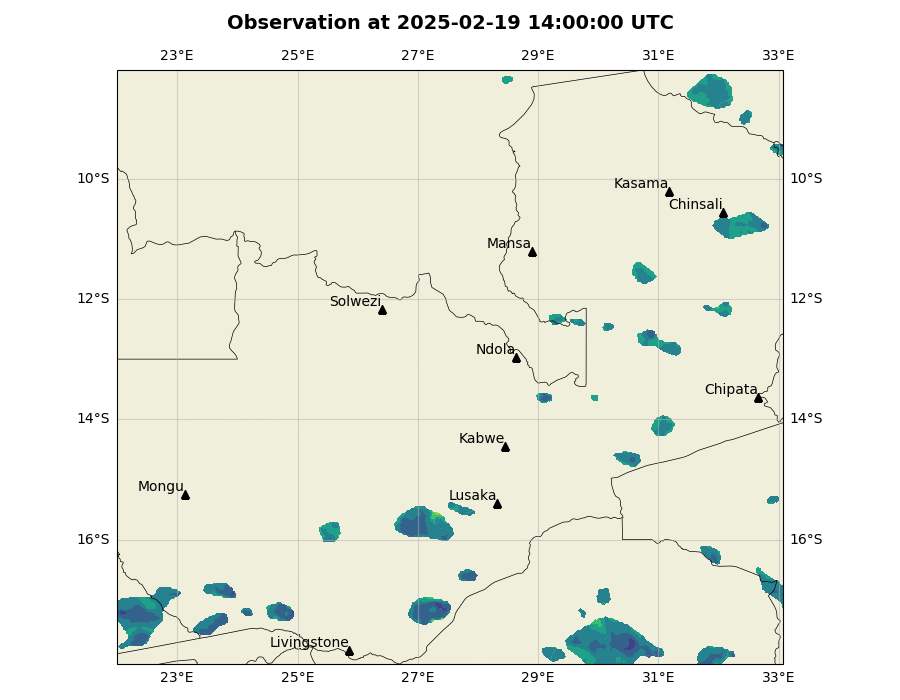 Observation at 2025-02-19 14:00:00 UTC
23°E 25°E 27°E 29°E 31°E 33°E
10°S 10°S
Kasama
Chinsali
Mansa
12°S 12°S
Solwezi
Ndola
Chipata
14°S 14°S
Kabwe
Mongu
Lusaka
16°S 16°S
Livingstone
23°E 25°E 27°E 29°E 31°E 33°E